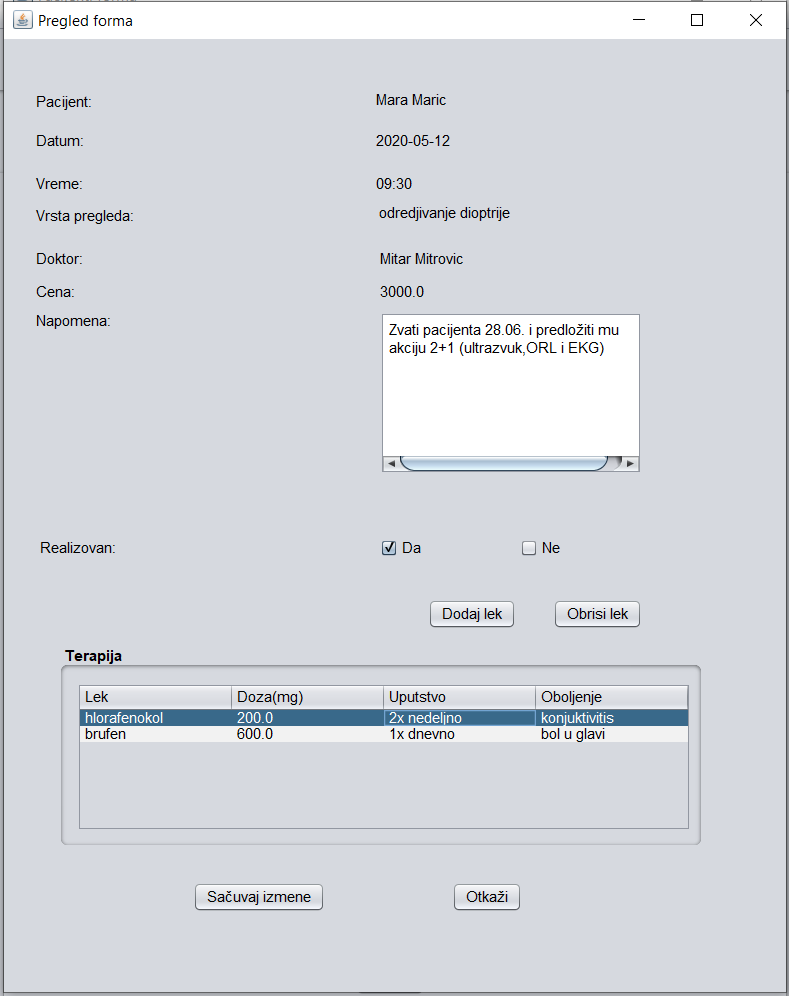 Pregled forma
Pacijent: Mara Maric
Datum: 2020-05-12
Vreme: 09:30
Vrsta pregleda: odredjivanje dioptrije
Doktor: Mitar Mitrovic
Cena: 3000.0
Napomena: Zvati pacijenta 28.06. i predložiti mu
akciju 2+1 (ultrazvuk,ORL i EKG)
Realizovan: Da Ne
Dodaj lek Obrisi lek
Terapija
Lek Doza(mg) Uputstvo Oboljenje
hlorafenokol 200.0 2x nedeljno konjuktivitis
brufen 600.0 1x dnevno bol u glavi
Sačuvaj izmene Otkaži